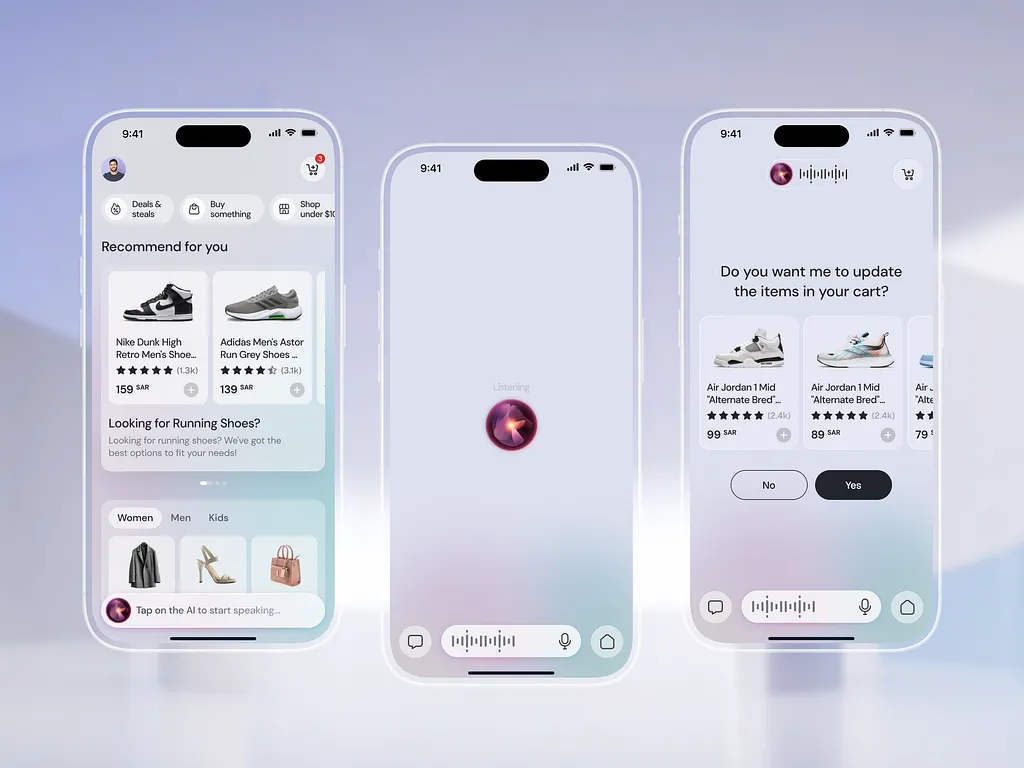 9:41
3
Deals &
steals
Buy
something
Shop
under $10
Recommend for you
Nike Dunk High
Retro Men's Shoe...
(1.3k)
159 SAR
Adidas Men's Astor
Run Grey Shoes ...
(3.1k)
139 SAR
Looking for Running Shoes?
Looking for running shoes? We've got the
best options to fit your needs!
Women
Men
Kids
Tap on the AI to start speaking...
9:41
Listening
9:41
Do you want me to update
the items in your cart?
Air Jordan 1 Mid
"Alternate Bred"...
(2.4k)
99 SAR
Air Jordan 1 Mid
"Alternate Bred"...
(2.4k)
89 SAR
Air J
"Alte
79
No
Yes